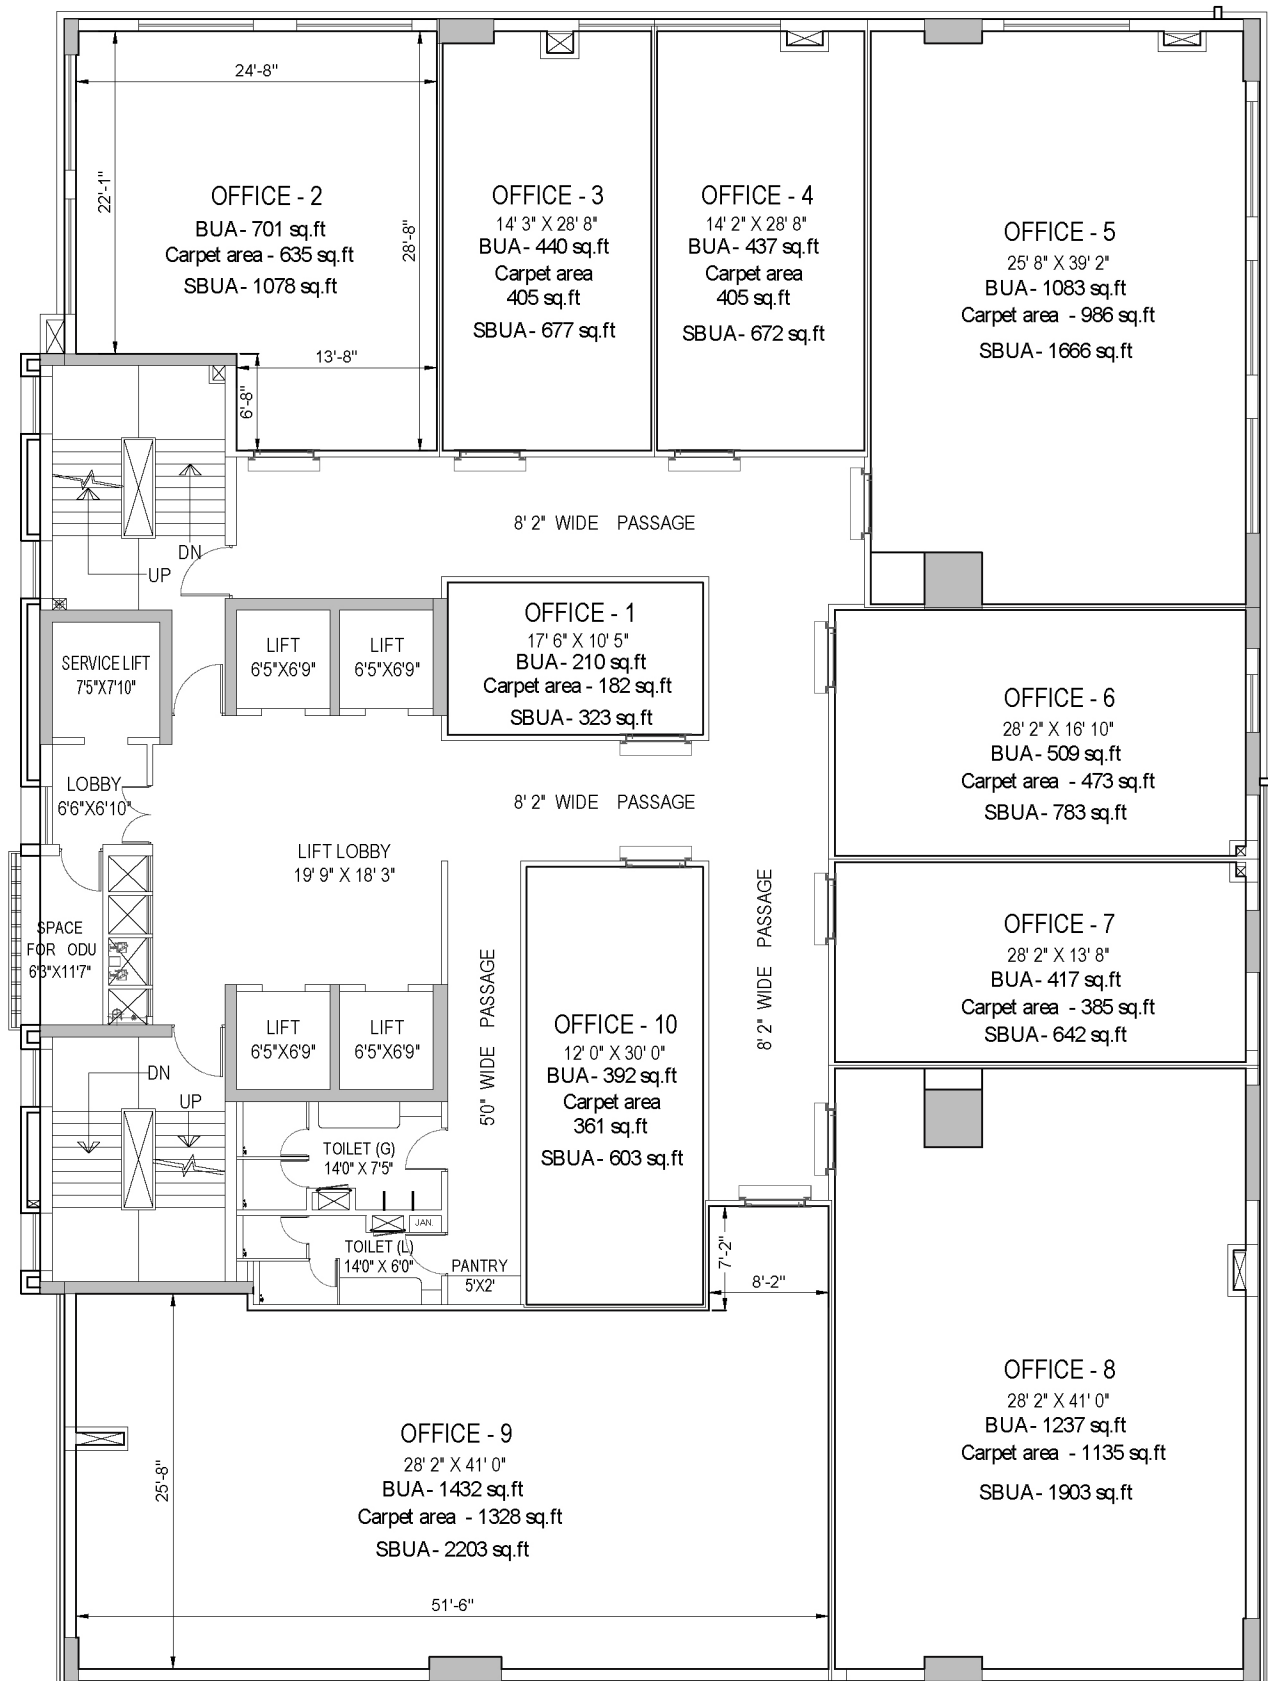 24'-8"
22'-1"
28'-8"
OFFICE - 2
BUA - 701 sq.ft
Carpet area - 635 sq.ft
SBUA - 1078 sq.ft
13'-8"
6'-8"
OFFICE - 3
14' 3" X 28' 8"
BUA - 440 sq.ft
Carpet area
405 sq.ft
SBUA - 677 sq.ft
OFFICE - 4
14' 2" X 28' 8"
BUA - 437 sq.ft
Carpet area
405 sq.ft
SBUA - 672 sq.ft
OFFICE - 5
25' 8" X 39' 2"
BUA - 1083 sq.ft
Carpet area - 986 sq.ft
SBUA - 1666 sq.ft
8' 2" WIDE PASSAGE
DN
UP
OFFICE - 1
17' 6" X 10' 5"
BUA - 210 sq.ft
Carpet area - 182 sq.ft
SBUA - 323 sq.ft
LIFT
6'5"X6'9"
LIFT
6'5"X6'9"
SERVICE LIFT
7'5"X7'10"
OFFICE - 6
28' 2" X 16' 10"
BUA - 509 sq.ft
Carpet area - 473 sq.ft
SBUA - 783 sq.ft
LOBBY
6'6"X6'10"
8' 2" WIDE PASSAGE
LIFT LOBBY
19' 9" X 18' 3"
SPACE
FOR ODU
6'3"X11'7"
5'0" WIDE PASSAGE
8' 2" WIDE PASSAGE
OFFICE - 7
28' 2" X 13' 8"
BUA - 417 sq.ft
Carpet area - 385 sq.ft
SBUA - 642 sq.ft
OFFICE - 10
12' 0" X 30' 0"
BUA - 392 sq.ft
Carpet area
361 sq.ft
SBUA - 603 sq.ft
LIFT
6'5"X6'9"
LIFT
6'5"X6'9"
DN
UP
TOILET (G)
14'0" X 7'5"
JAN.
TOILET (L)
14'0" X 6'0"
PANTRY
5'X2'
7'-2"
8'-2"
OFFICE - 8
28' 2" X 41' 0"
BUA - 1237 sq.ft
Carpet area - 1135 sq.ft
SBUA - 1903 sq.ft
OFFICE - 9
28' 2" X 41' 0"
BUA - 1432 sq.ft
Carpet area - 1328 sq.ft
SBUA - 2203 sq.ft
25'-8"
51'-6"